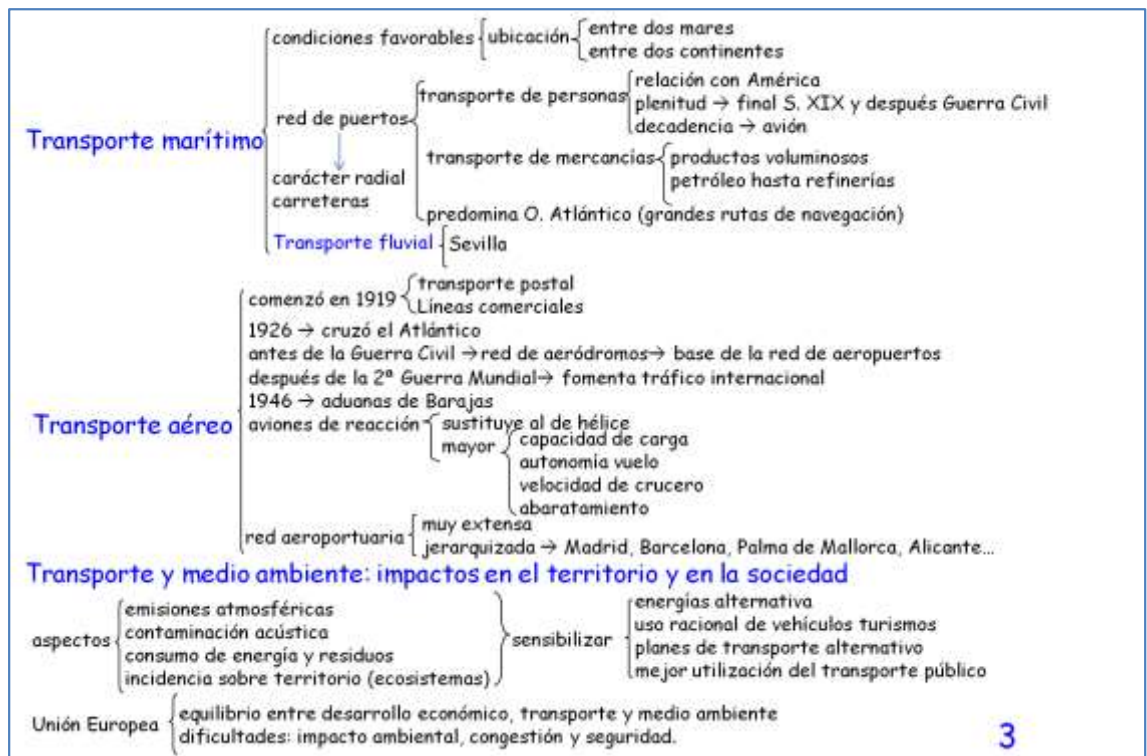 Transporte marítimo
condiciones favorables
ubicación
entre dos mares
entre dos continentes
red de puertos
transporte de personas
relación con América
plenitud → final S. XIX y después Guerra Civil
decadencia → avión
transporte de mercancías
productos voluminosos
petróleo hasta refinerías
predomina O. Atlántico (grandes rutas de navegación)
carácter radial
carreteras
Transporte fluvial
Sevilla
Transporte aéreo
comenzó en 1919
transporte postal
Líneas comerciales
1926 → cruzó el Atlántico
antes de la Guerra Civil → red de aeródromos → base de la red de aeropuertos
después de la 2ª Guerra Mundial → fomenta tráfico internacional
1946 → aduanas de Barajas
aviones de reacción
sustituye al de hélice
mayor
capacidad de carga
autonomía vuelo
velocidad de crucero
abaratamiento
red aeroportuaria
muy extensa
jerarquizada → Madrid, Barcelona, Palma de Mallorca, Alicante...
Transporte y medio ambiente: impactos en el territorio y en la sociedad
aspectos
emisiones atmosféricas
contaminación acústica
consumo de energía y residuos
incidencia sobre territorio (ecosistemas)
sensibilizar
energías alternativa
uso racional de vehículos turismos
planes de transporte alternativo
mejor utilización del transporte público
Unión Europea
equilibrio entre desarrollo económico, transporte y medio ambiente
dificultades: impacto ambiental, congestión y seguridad.
3